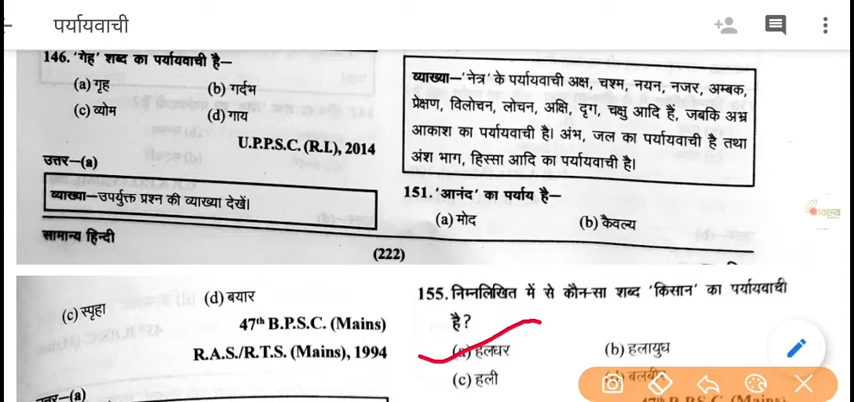 पर्यायवाची
146. 'गेह' शब्द का पर्यायवाची है—
(a) गृह (b) गर्दभ
(c) व्योम (d) गाय
U.P.P.S.C. (R.I.), 2014
उत्तर—(a)
व्याख्या—उपर्युक्त प्रश्न की व्याख्या देखें।
व्याख्या—'नेत्र' के पर्यायवाची अक्ष, चश्म, नयन, नजर, अम्बक,
प्रेक्षण, विलोचन, लोचन, अक्षि, दृग, चक्षु आदि हैं, जबकि अभ्र
आकाश का पर्यायवाची है। अंभ, जल का पर्यायवाची है तथा
अंश भाग, हिस्सा आदि का पर्यायवाची है।
151. 'आनंद' का पर्याय है—
(a) मोद (b) कैवल्य
सामान्य हिन्दी
(222)
(c) स्पृहा (d) बयार
47th B.P.S.C. (Mains)
R.A.S./R.T.S. (Mains), 1994
उत्तर—(a)
155. निम्नलिखित में से कौन-सा शब्द 'किसान' का पर्यायवाची
है?
(a) हलधर (b) हलायुध
(c) हली